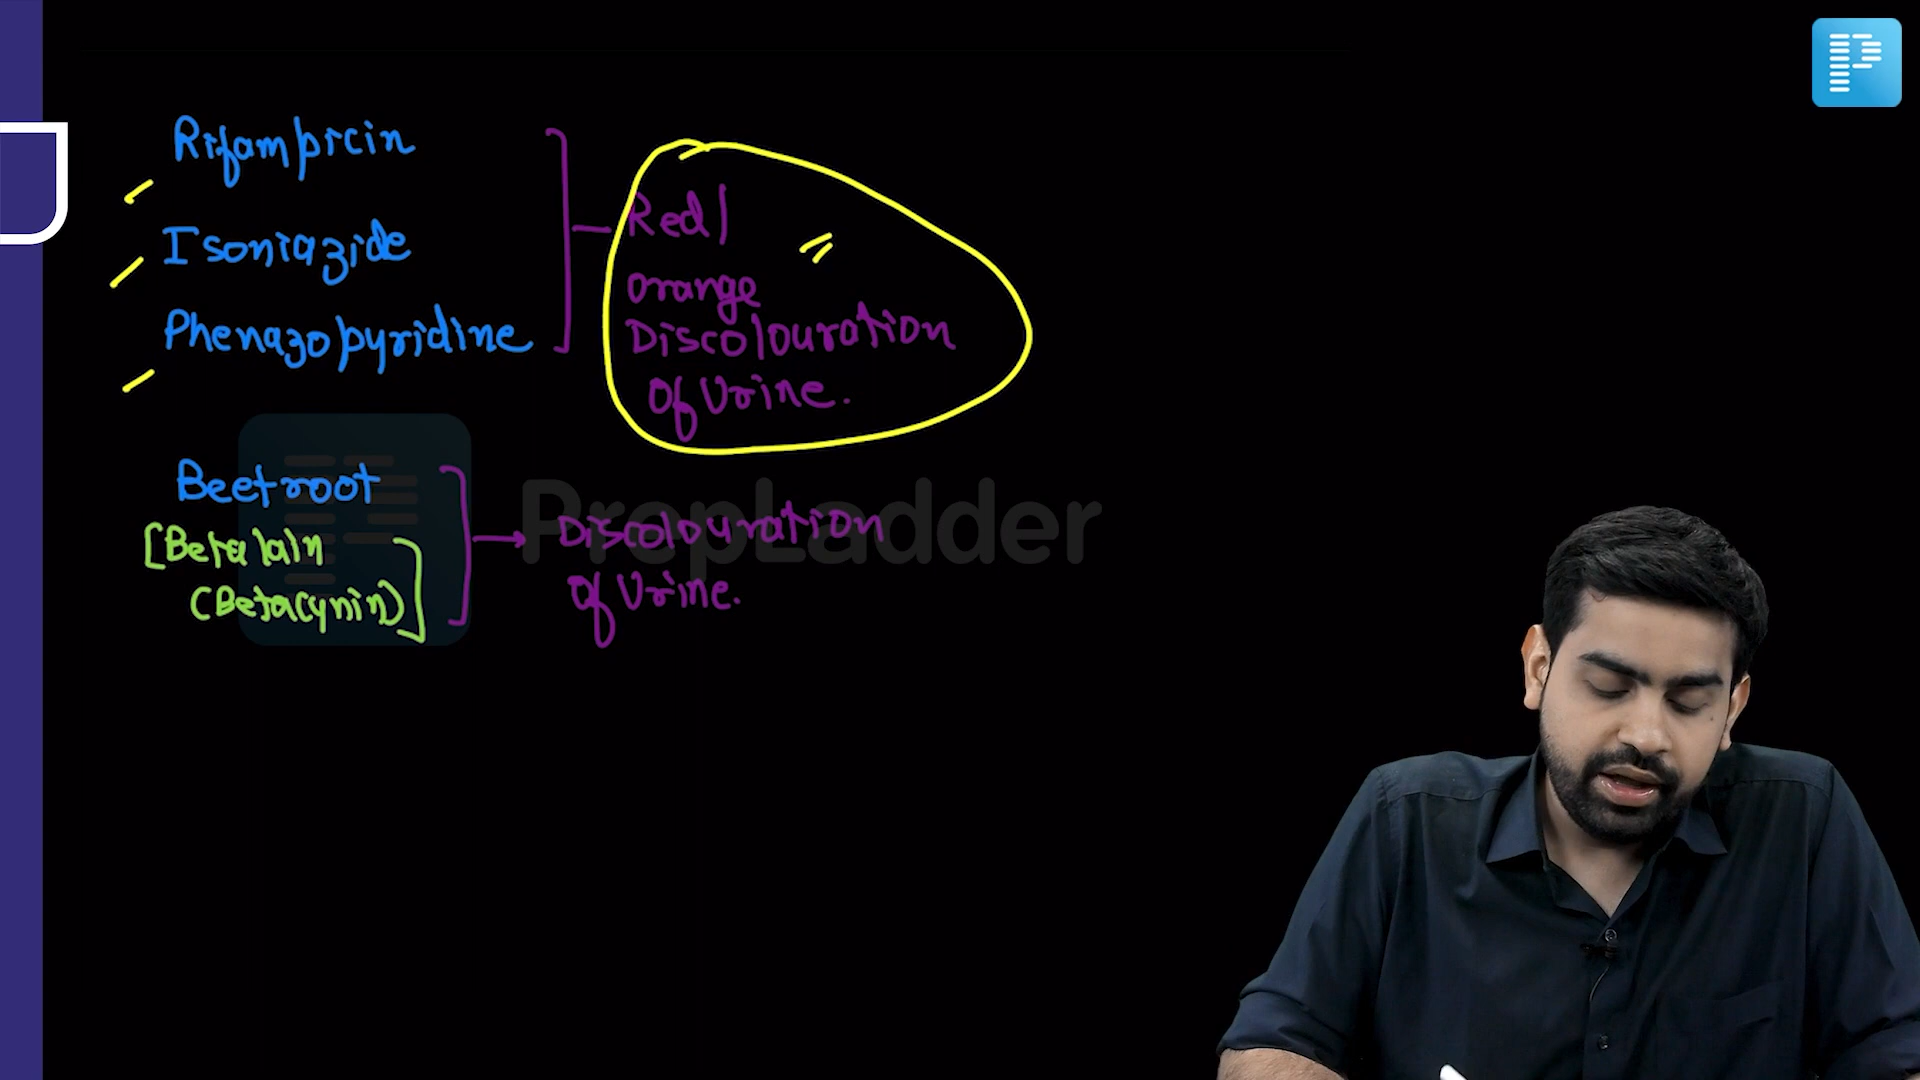 Rifampicin
Isoniazide
Phenazopyridine
Red/
orange
Discolouration
of Urine.
Beetroot
[Betalain
(Betacynin)]
Discolouration
of Urine.
PrepLadder